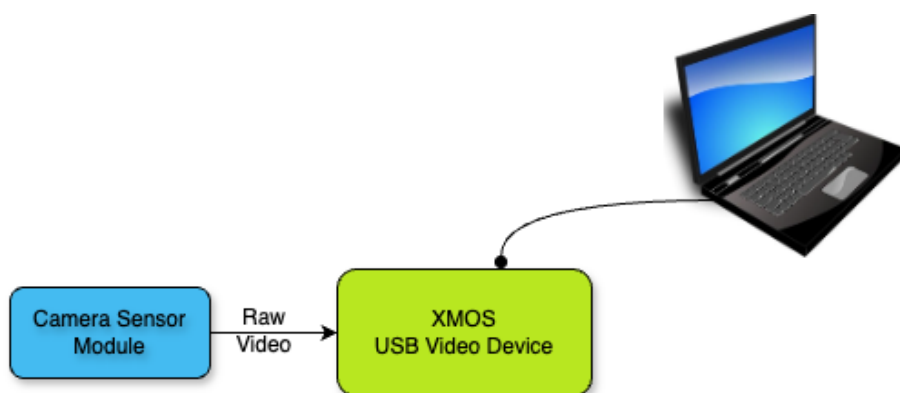 Camera Sensor
Module
Raw
Video
XMOS
USB Video Device